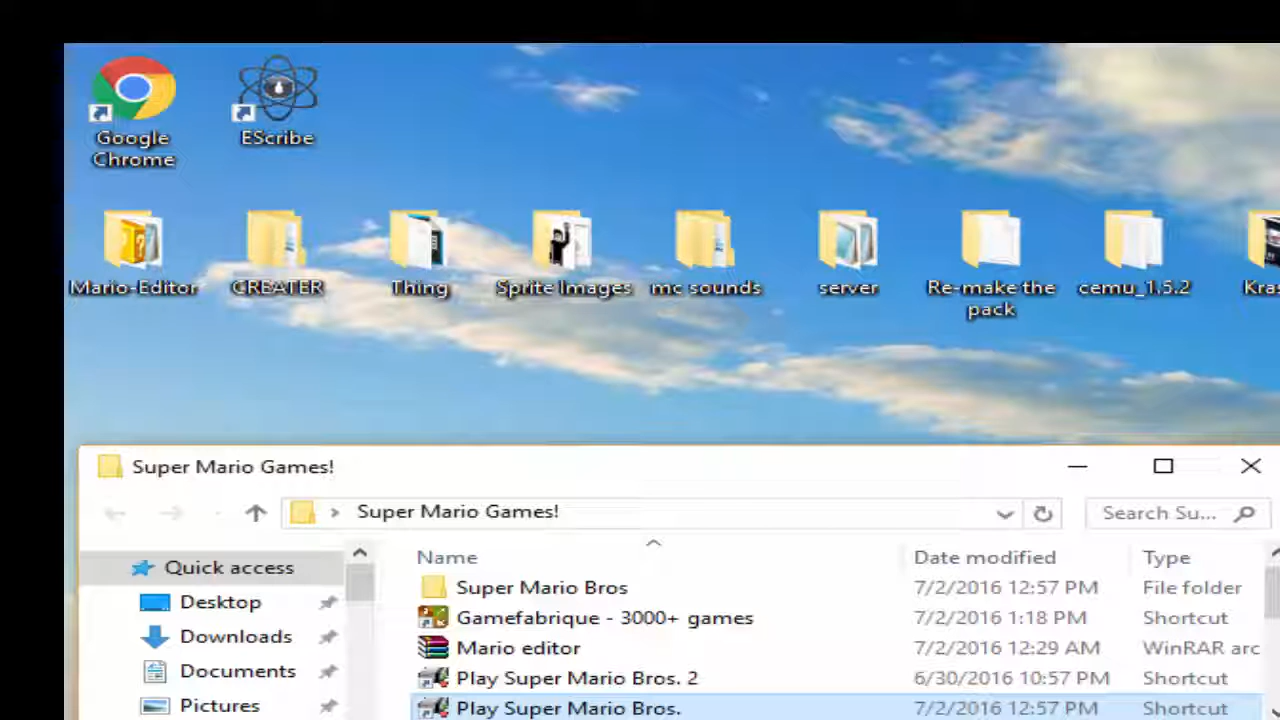 Google Chrome
EScribe
Mario-Editor
CREATER
Thing
Sprite Images
mc sounds
server
Re-make the pack
cemu_1.5.2
Kras
Super Mario Games!
Super Mario Games!
Search Su...
Name
Date modified
Type
Quick access
Desktop
Downloads
Documents
Pictures
Super Mario Bros 7/2/2016 12:57 PM File folder
Gamefabrique - 3000+ games 7/2/2016 1:18 PM Shortcut
Mario editor 7/2/2016 12:29 AM WinRAR arc
Play Super Mario Bros. 2 6/30/2016 10:57 PM Shortcut
Play Super Mario Bros. 7/2/2016 12:57 PM Shortcut